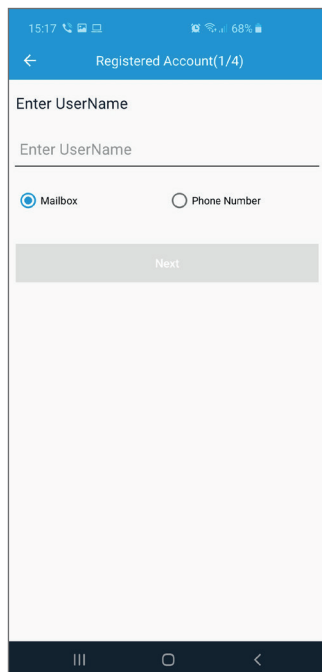 15:17 68%
Registered Account(1/4)
Enter UserName
Enter UserName
Mailbox Phone Number
Next